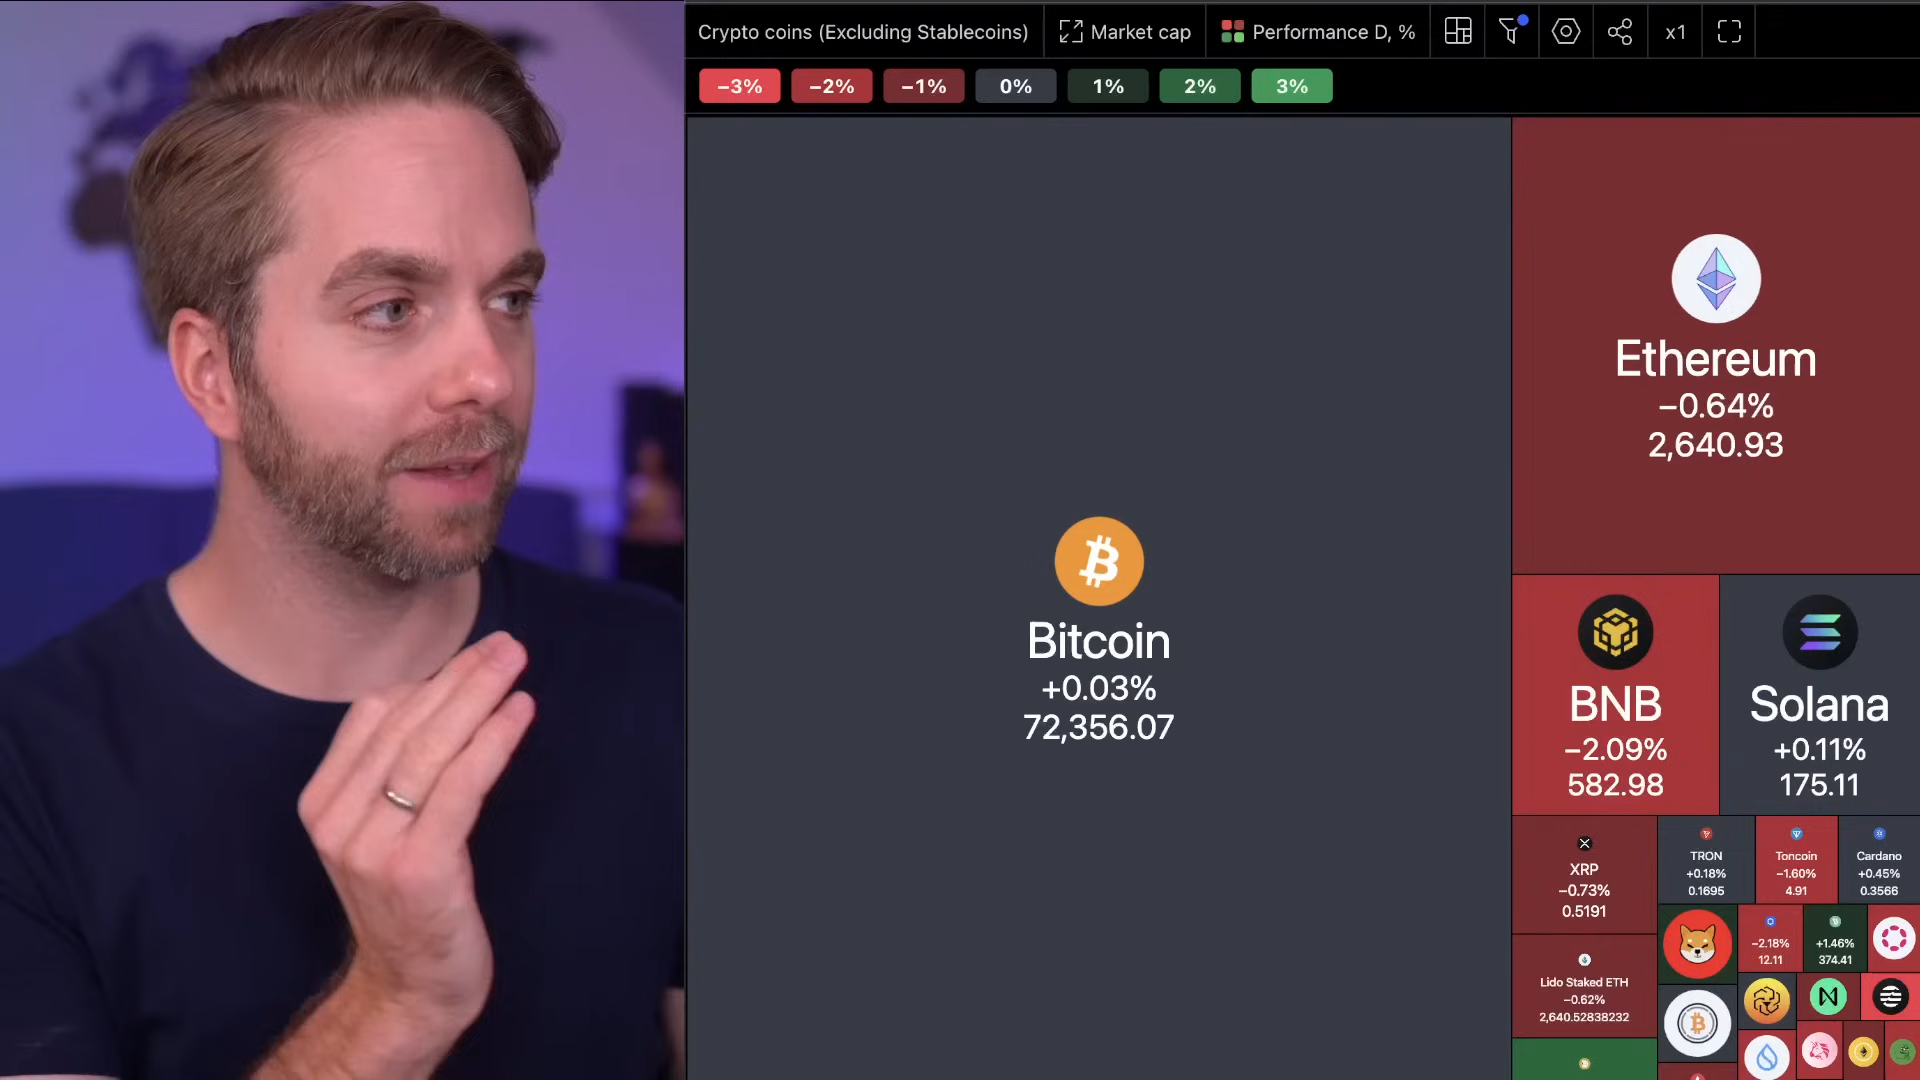 Crypto coins (Excluding Stablecoins)
Market cap
Performance D, %
x1
−3%
−2%
−1%
0%
1%
2%
3%
Bitcoin
+0.03%
72,356.07
Ethereum
−0.64%
2,640.93
BNB
−2.09%
582.98
Solana
+0.11%
175.11
XRP
−0.73%
0.5191
TRON
+0.18%
0.1695
Toncoin
−1.60%
4.91
Cardano
+0.45%
0.3566
−2.18%
12.11
+1.46%
374.41
Lido Staked ETH
−0.62%
2,640.52838232